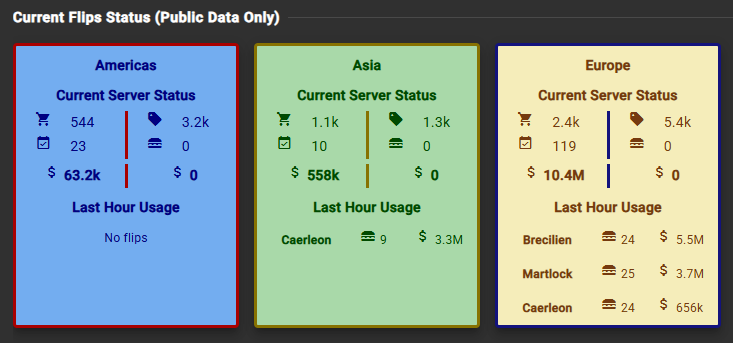 Current Flips Status (Public Data Only)
Americas
Current Server Status
544 3.2k
23 0
$ 63.2k $ 0
Last Hour Usage
No flips
Asia
Current Server Status
1.1k 1.3k
10 0
$ 558k $ 0
Last Hour Usage
Caerleon 9 $ 3.3M
Europe
Current Server Status
2.4k 5.4k
119 0
$ 10.4M $ 0
Last Hour Usage
Brecilien 24 $ 5.5M
Martlock 25 $ 3.7M
Caerleon 24 $ 656k